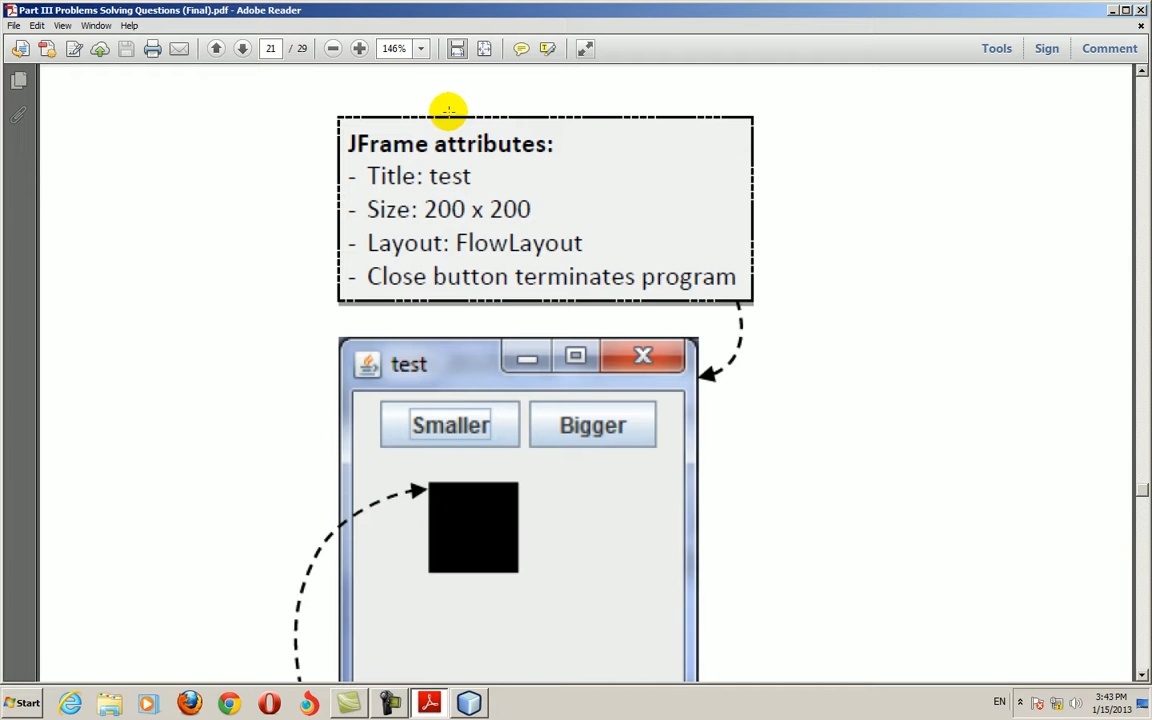 Part III Problems Solving Questions (Final).pdf - Adobe Reader
File Edit View Window Help
21 / 29 146% Tools Sign Comment
JFrame attributes:
- Title: test
- Size: 200 x 200
- Layout: FlowLayout
- Close button terminates program
test
Smaller Bigger
Start EN 3:43 PM
1/15/2013